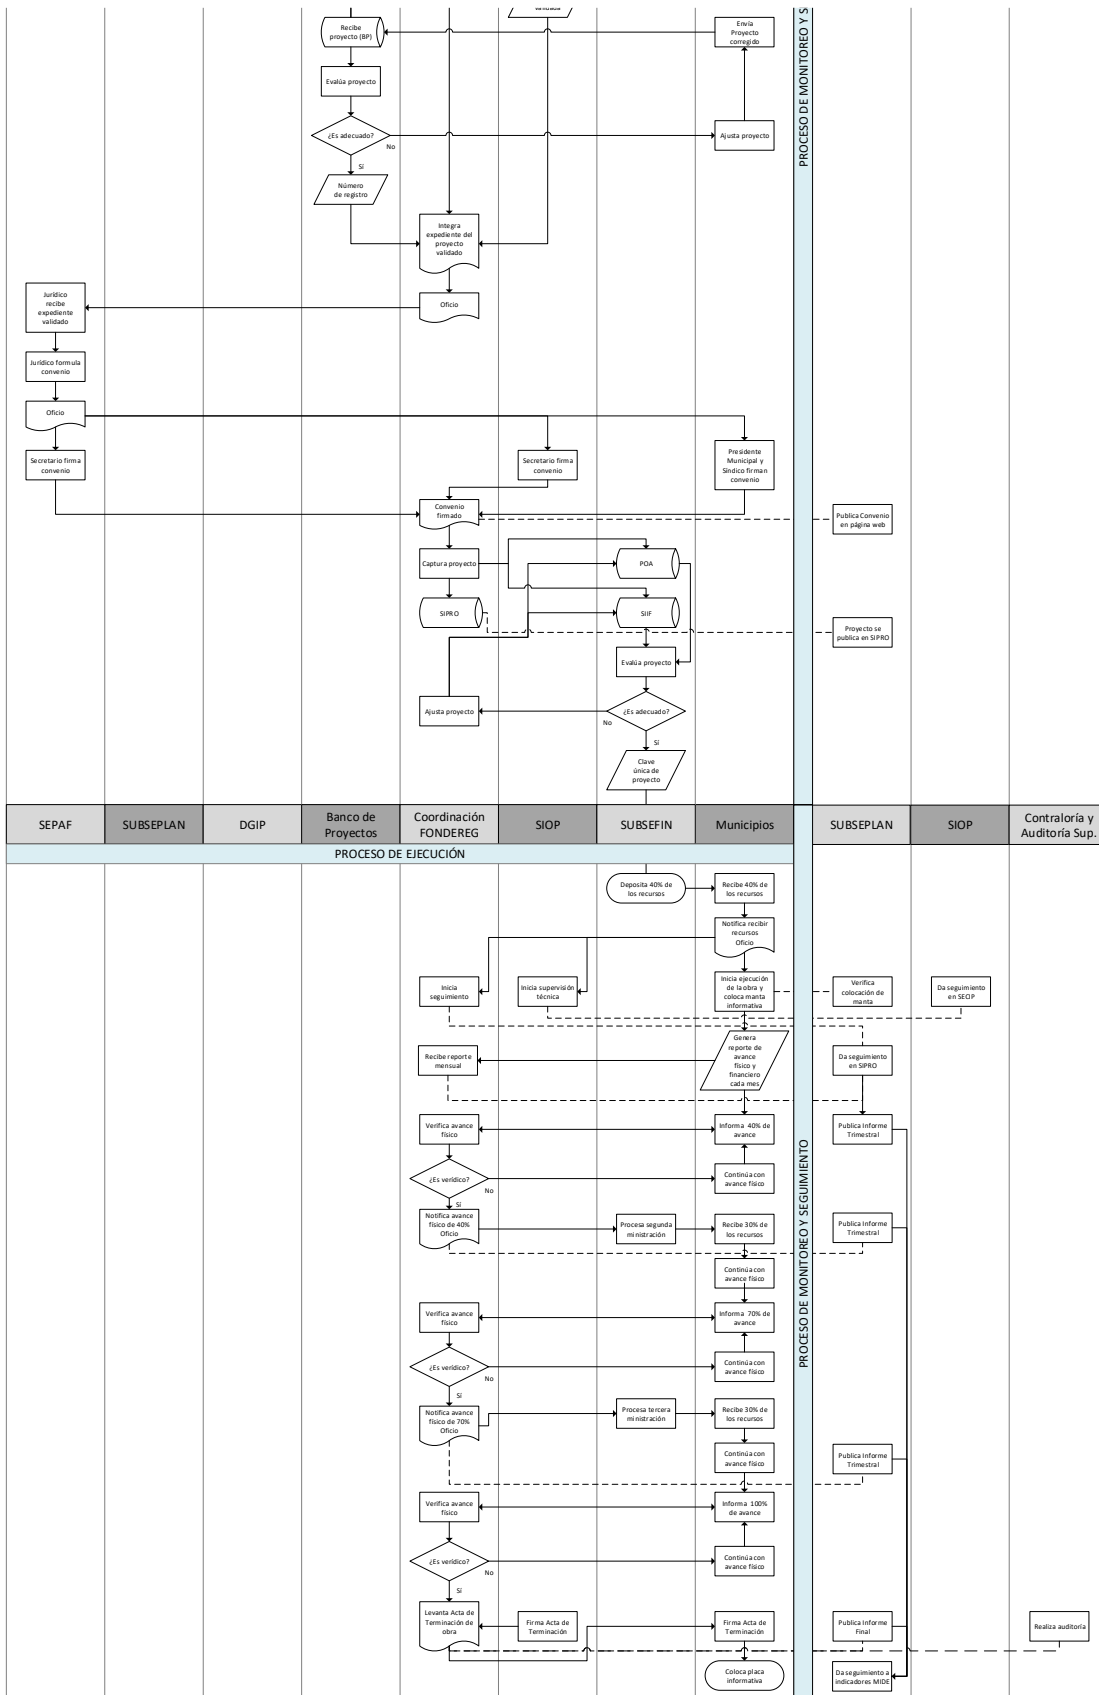 Recibe
proyecto (BP)
Envía
Proyecto
corregido
PROCESO DE MONITOREO Y S
Evalúa proyecto
¿Es adecuado?
No
Ajusta proyecto
Sí
Número
de registro
Integra
expediente del
proyecto
validado
Jurídico
recibe
expediente
validado
Oficio
Jurídico formula
convenio
Oficio
Secretario firma
convenio
Secretario firma
convenio
Presidente
Municipal y
Síndico firman
convenio
Convenio
firmado
Publica Convenio
en página web
Captura proyecto
POA
SIPRO
SIIF
Proyecto se
publica en SIPRO
Evalúa proyecto
Ajusta proyecto
¿Es adecuado?
No
Sí
Clave
única de
proyecto
SEPAF
SUBSEPLAN
DGIP
Banco de
Proyectos
Coordinación
FONDEREG
SIOP
SUBSEFIN
Municipios
SUBSEPLAN
SIOP
Contraloría y
Auditoría Sup.
PROCESO DE EJECUCIÓN
PROCESO DE MONITOREO Y SEGUIMIENTO
Deposita 40% de
los recursos
Recibe 40% de
los recursos
Notifica recibir
recursos
Oficio
Inicia
seguimiento
Inicia supervisión
técnica
Inicia ejecución
de la obra y
coloca manta
informativa
Verifica
colocación de
manta
Da seguimiento
en SECIP
Recibe reporte
mensual
Genera
reporte de
avance
físico y
financiero
cada mes
Da seguimiento
en SIPRO
Verifica avance
físico
Informa 40% de
avance
Publica Informe
Trimestral
¿Es verídico?
No
Continúa con
avance físico
Sí
Notifica avance
físico de 40%
Oficio
Procesa segunda
ministración
Recibe 30% de
los recursos
Publica Informe
Trimestral
Continúa con
avance físico
Verifica avance
físico
Informa 70% de
avance
¿Es verídico?
No
Continúa con
avance físico
Sí
Notifica avance
físico de 70%
Oficio
Procesa tercera
ministración
Recibe 30% de
los recursos
Continúa con
avance físico
Publica Informe
Trimestral
Verifica avance
físico
Informa 100%
de avance
¿Es verídico?
No
Continúa con
avance físico
Sí
Levanta Acta de
Terminación de
obra
Firma Acta de
Terminación
Firma Acta de
Terminación
Publica Informe
Final
Realiza auditoría
Coloca placa
informativa
Da seguimiento a
indicadores MIDE